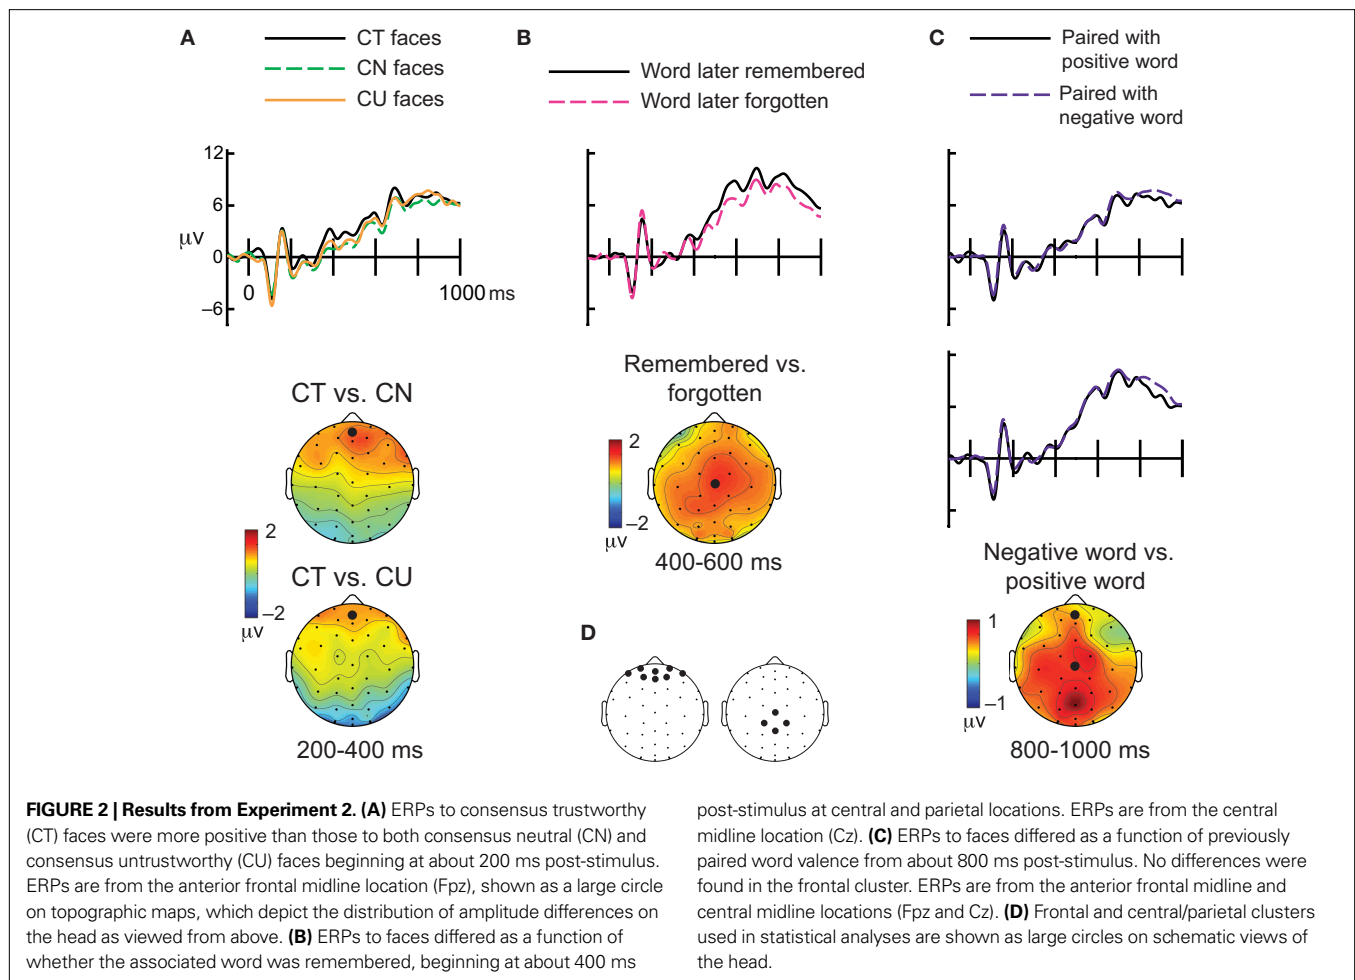 A
CT faces
CN faces
CU faces
12
6
μv
0
–6
0
1000 ms
CT vs. CN
2
–2
μv
CT vs. CU
200-400 ms
B
Word later remembered
Word later forgotten
Remembered vs.
forgotten
2
–2
μv
400-600 ms
C
Paired with
positive word
Paired with
negative word
Negative word vs.
positive word
1
–1
μv
800-1000 ms
D
FIGURE 2 | Results from Experiment 2. (A) ERPs to consensus trustworthy
(CT) faces were more positive than those to both consensus neutral (CN) and
consensus untrustworthy (CU) faces beginning at about 200 ms post-stimulus.
ERPs are from the anterior frontal midline location (Fpz), shown as a large circle
on topographic maps, which depict the distribution of amplitude differences on
the head as viewed from above. (B) ERPs to faces differed as a function of
whether the associated word was remembered, beginning at about 400 ms
post-stimulus at central and parietal locations. ERPs are from the central
midline location (Cz). (C) ERPs to faces differed as a function of previously
paired word valence from about 800 ms post-stimulus. No differences were
found in the frontal cluster. ERPs are from the anterior frontal midline and
central midline locations (Fpz and Cz). (D) Frontal and central/parietal clusters
used in statistical analyses are shown as large circles on schematic views of
the head.